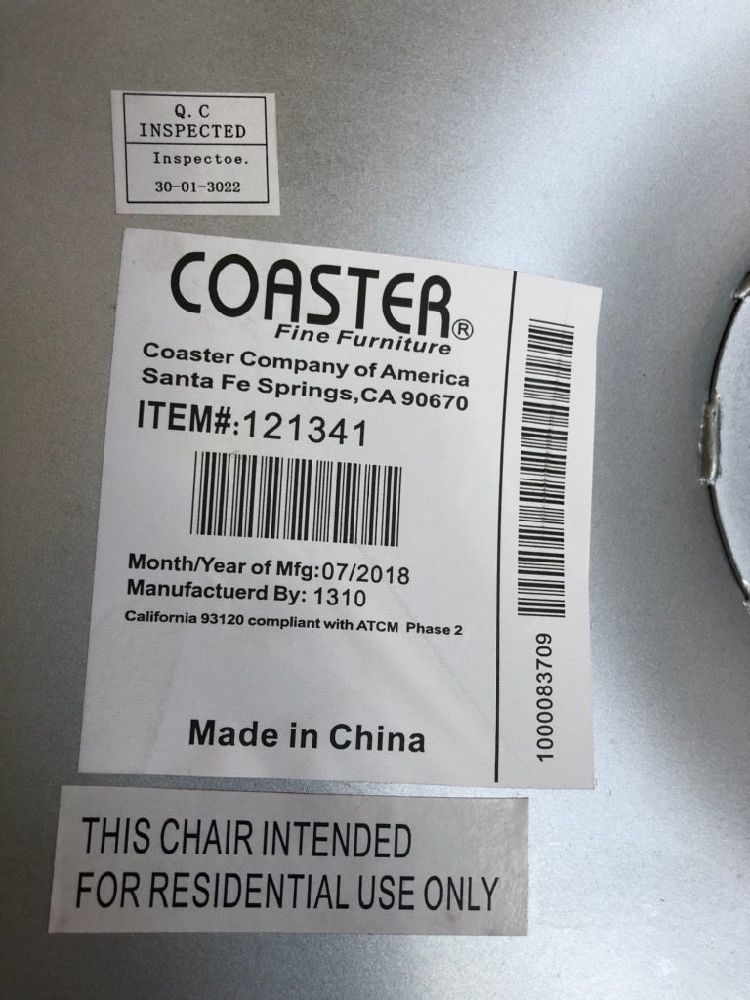 Q.C
INSPECTED
Inspectoe.
30-01-3022
COASTER®
Fine Furniture
Coaster Company of America
Santa Fe Springs,CA 90670
ITEM#:121341
Month/Year of Mfg:07/2018
Manufactuerd By: 1310
California 93120 compliant with ATCM Phase 2
Made in China
1000083709
THIS CHAIR INTENDED
FOR RESIDENTIAL USE ONLY